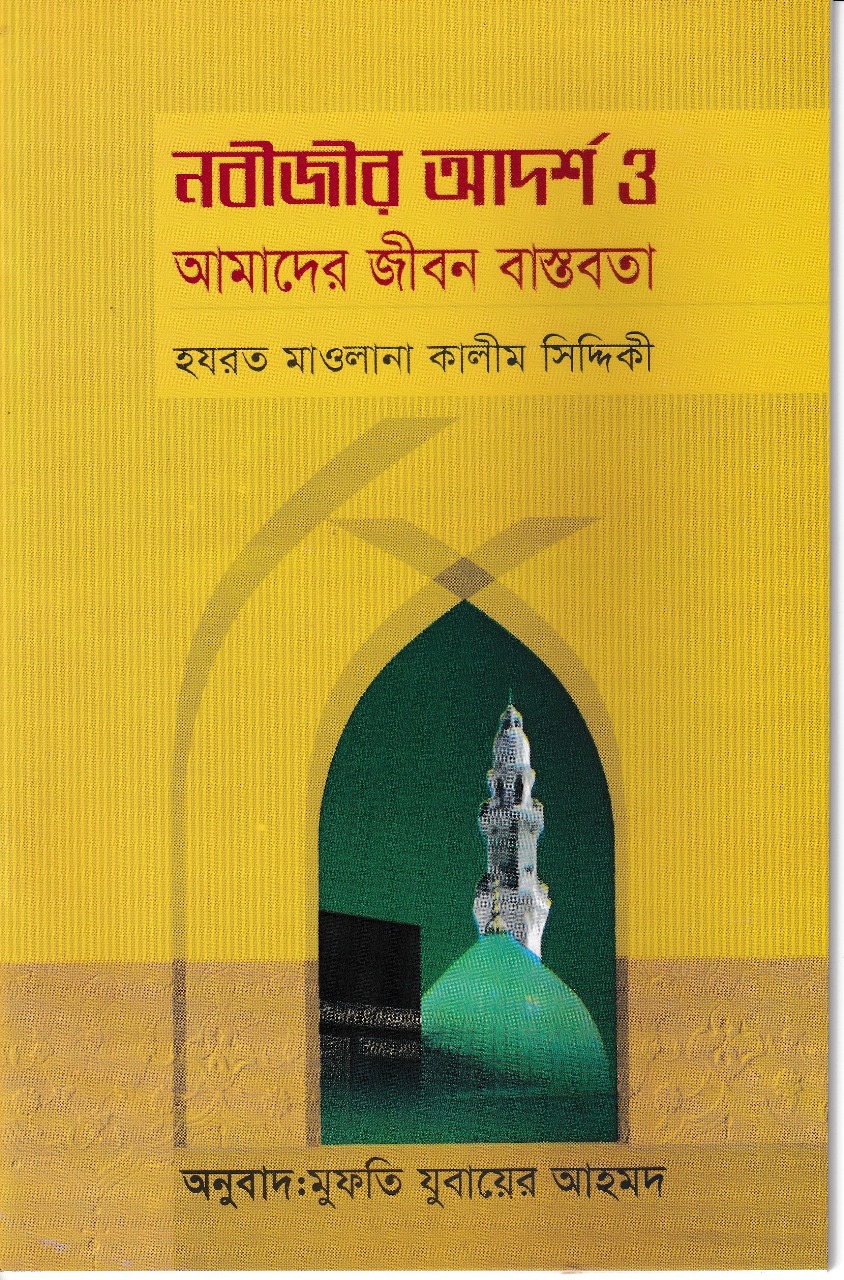 নবীজীর আদর্শ ও
আমাদের জীবন বাস্তবতা
হযরত মাওলানা কালীম সিদ্দিকী
অনুবাদ:মুফতি যুবায়ের আহমদ